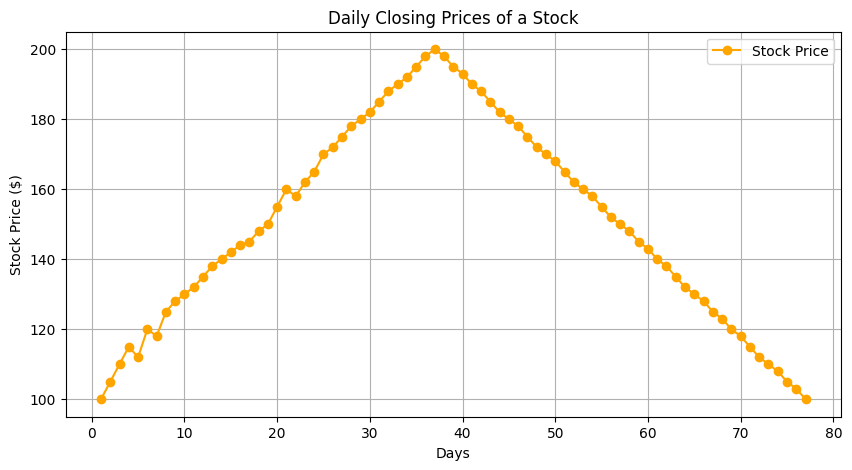 Daily Closing Prices of a Stock
Stock Price
Stock Price ($)
200
180
160
140
120
100
0 10 20 30 40 50 60 70 80
Days